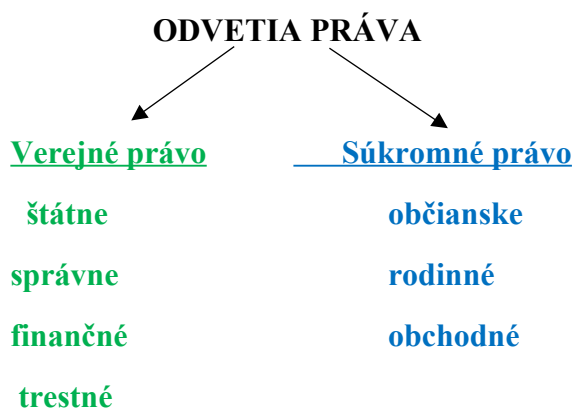 ODVETIA PRÁVA
Verejné právo Súkromné právo
štátne občianske
správne rodinné
finančné obchodné
trestné